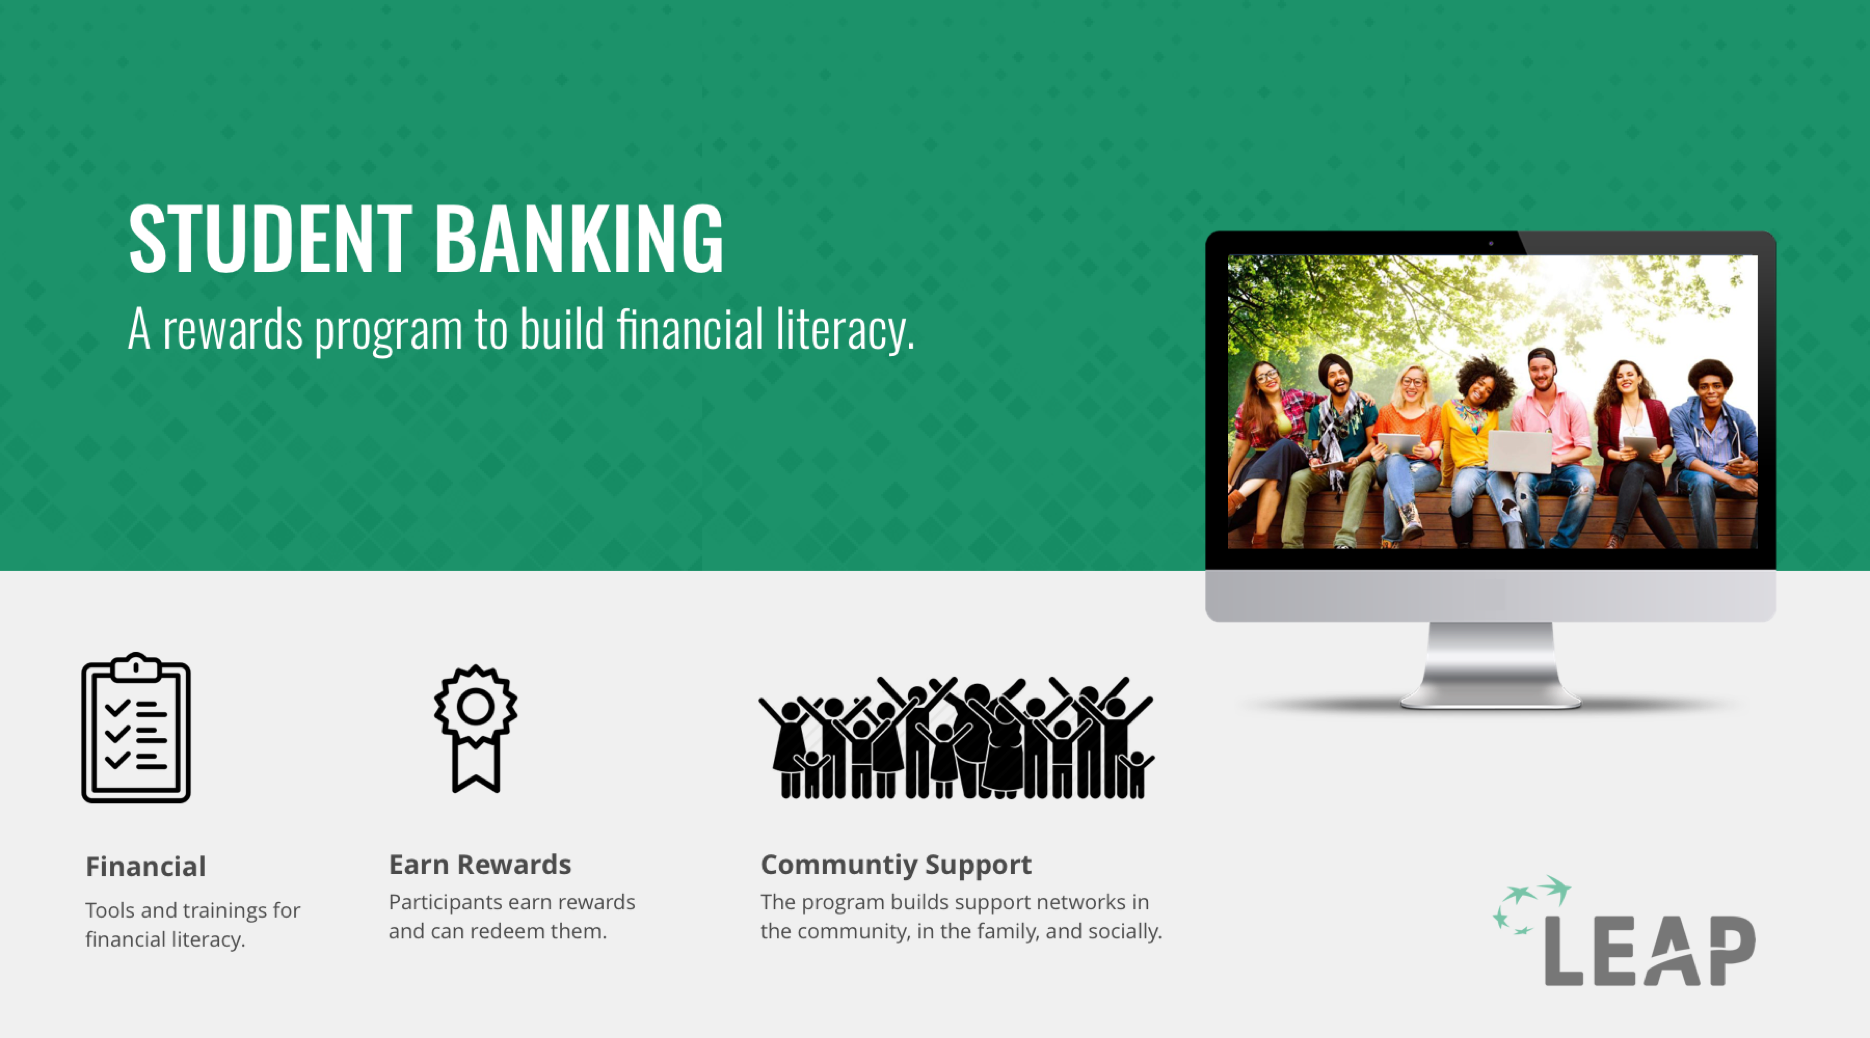 STUDENT BANKING
A rewards program to build financial literacy.
Financial
Tools and trainings for
financial literacy.
Earn Rewards
Participants earn rewards
and can redeem them.
Communtiy Support
The program builds support networks in
the community, in the family, and socially.
LEAP